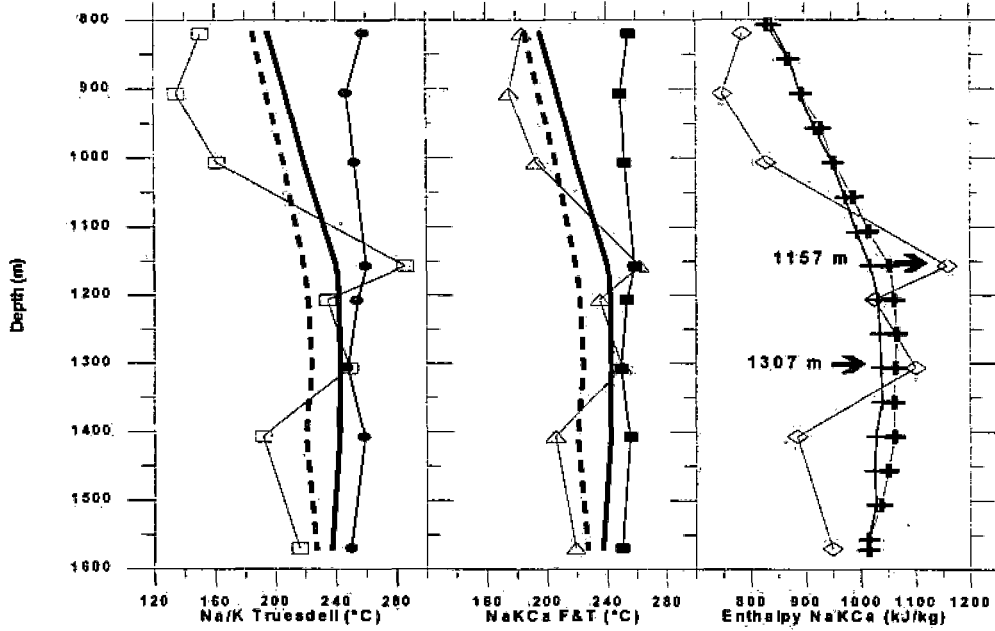 800
900
1000
1100
1157 m
1200
1300
1307 m
1400
1500
1600
Depth (m)
120 160 200 240 280 160 200 240 280 800 900 1000 1100 1200
Na/K Truesdell (°C) NaKCa F&T (°C) Enthalpy NaKCa (kJ/kg)